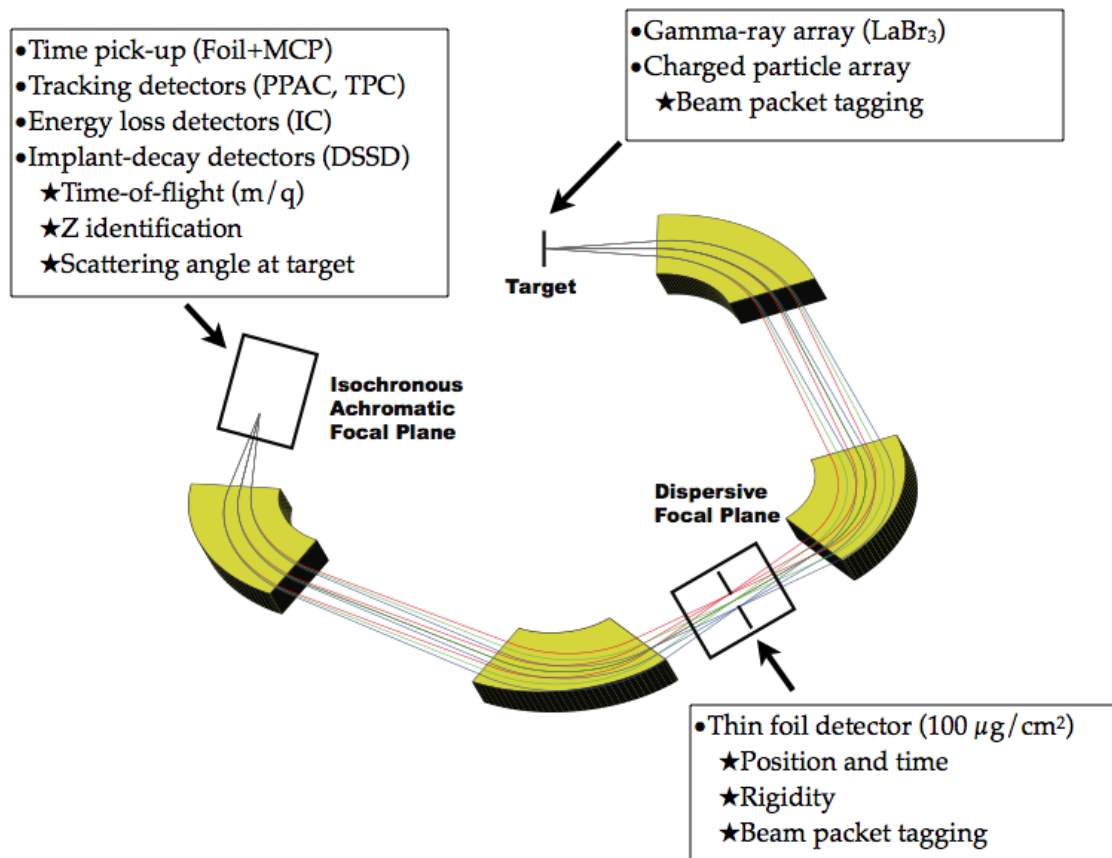 •Time pick-up (Foil+MCP)
•Tracking detectors (PPAC, TPC)
•Energy loss detectors (IC)
•Implant-decay detectors (DSSD)
★Time-of-flight (m/q)
★Z identification
★Scattering angle at target
•Gamma-ray array (LaBr₃)
•Charged particle array
★Beam packet tagging
Target
Isochronous
Achromatic
Focal Plane
Dispersive
Focal Plane
•Thin foil detector (100 µg/cm²)
★Position and time
★Rigidity
★Beam packet tagging